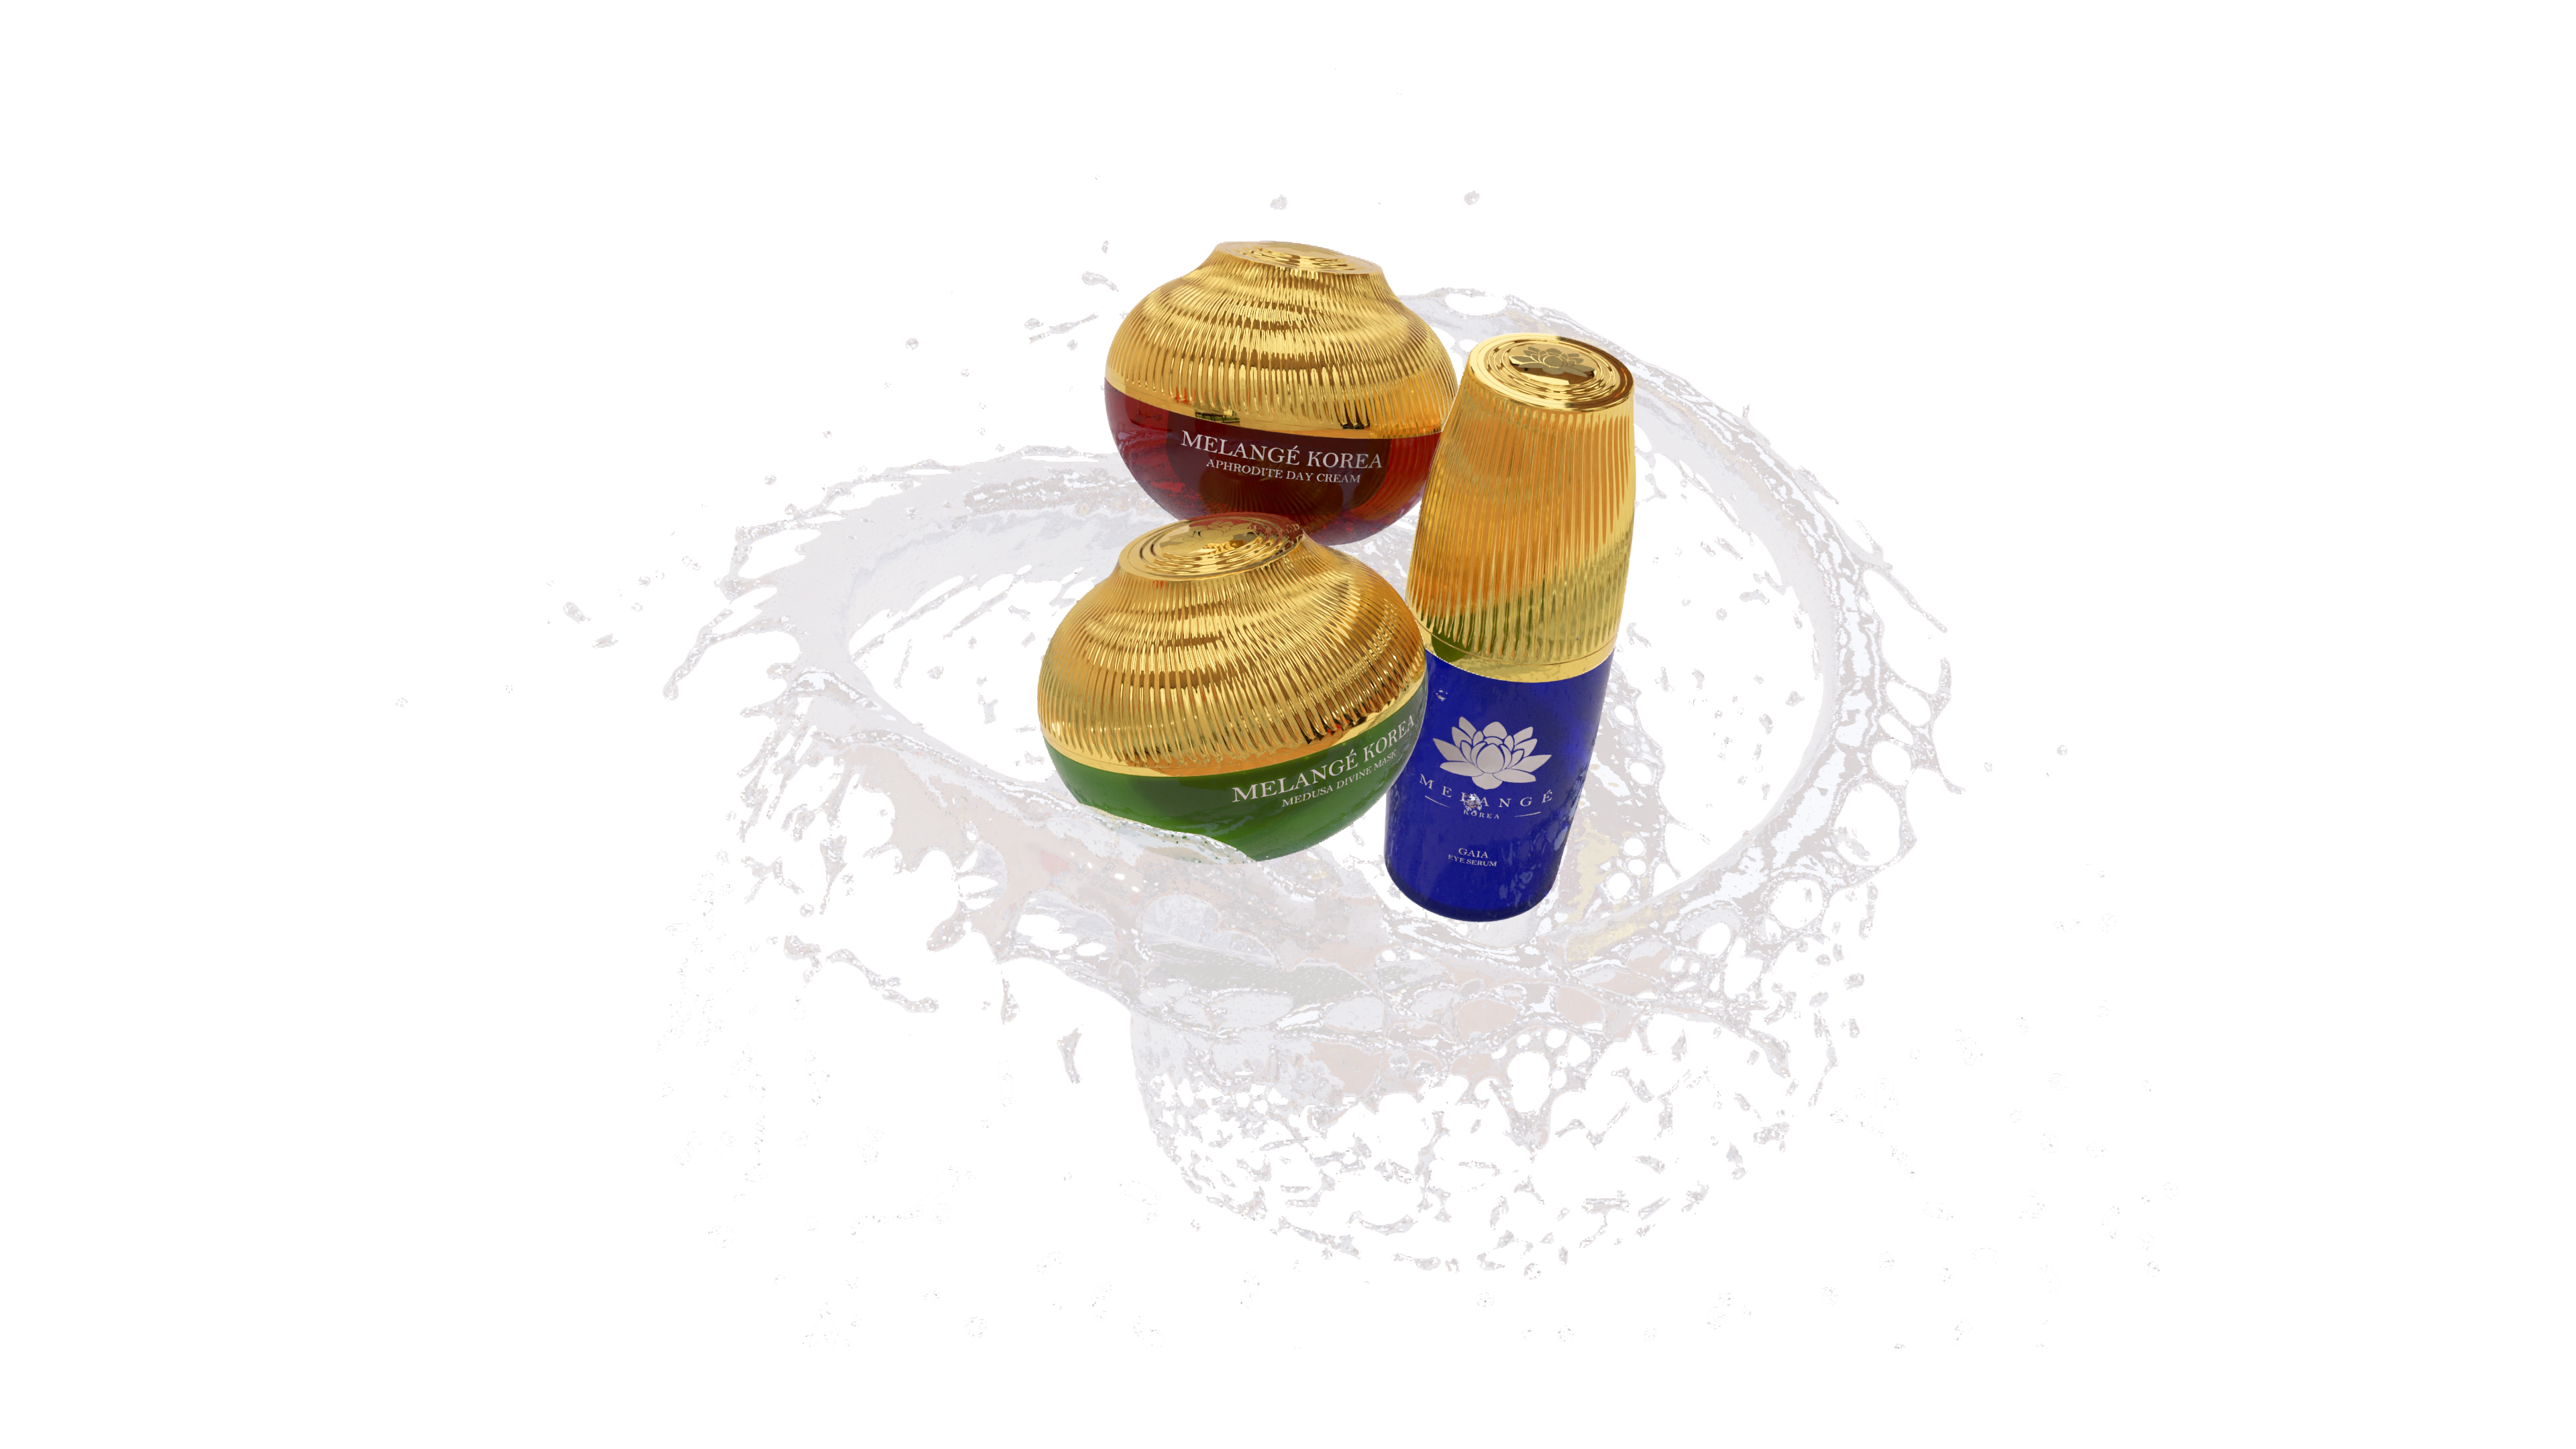 MELANGÉ KOREA
APHRODITE DAY CREAM
MELANGÉ KOREA
MEDUSA DIVINE MASK
MELANGÉ
KOREA
GAIA
EYE SERUM